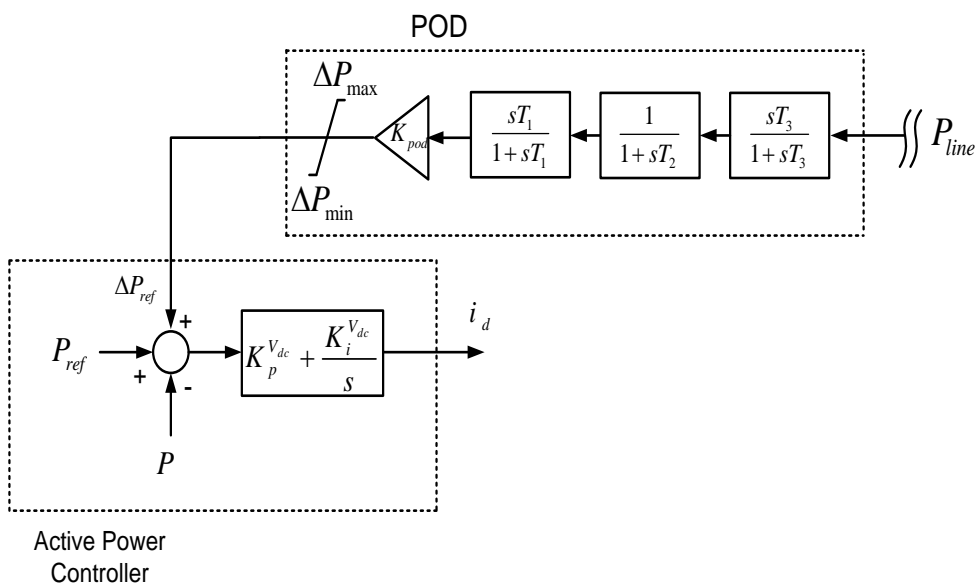 POD
ΔP_max
ΔP_min
K_pod
sT_1 / (1 + sT_1)
1 / (1 + sT_2)
sT_3 / (1 + sT_3)
P_line
ΔP_ref
+
P_ref
+
-
P
K_p^{V_dc} + K_i^{V_dc} / s
i_d
Active Power
Controller